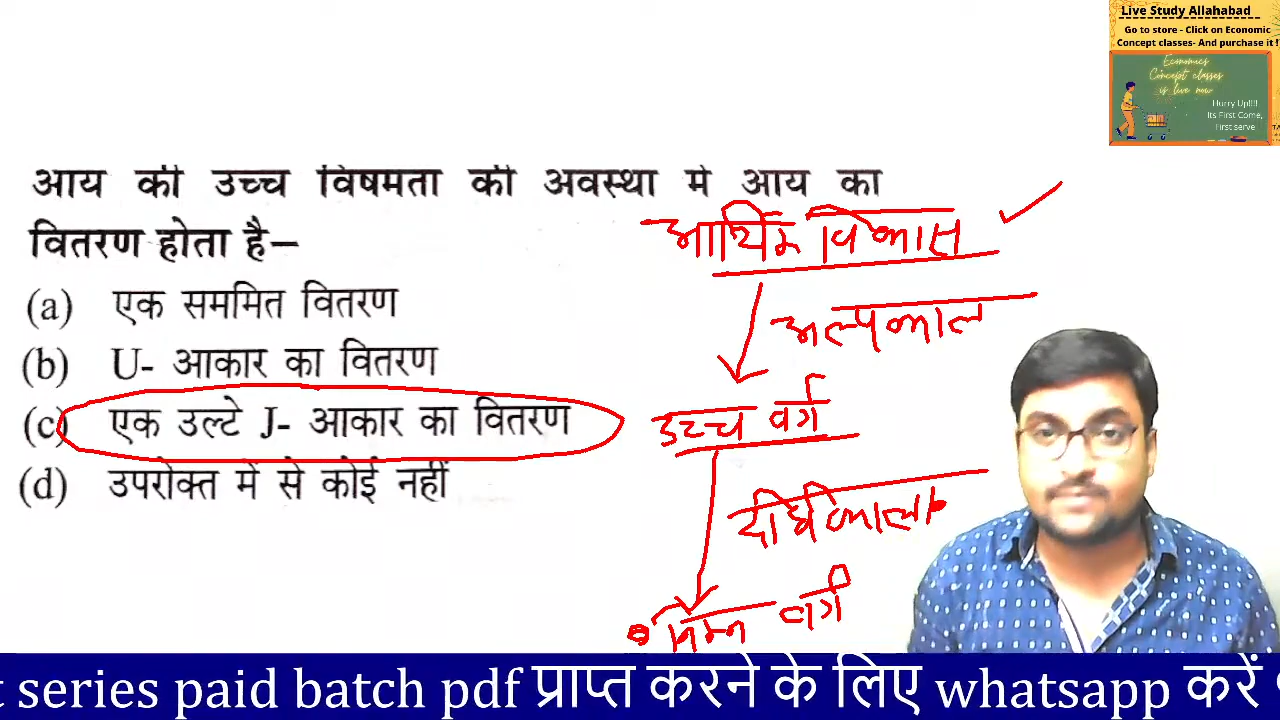 Live Study Allahabad
Go to store - Click on Economic
Concept classes- And purchase it !
Economics
Concept classes
is live now
Hurry Up!!!!
Its First Come,
First serve
आय की उच्च विषमता की अवस्था में आय का
वितरण होता है–
(a) एक सममित वितरण
(b) U- आकार का वितरण
(c) एक उल्टे J- आकार का वितरण
(d) उपरोक्त में से कोई नहीं
आर्थिक विकास
अल्पकाल
उच्च वर्ग
दीर्घकाल
निम्न वर्ग
t series paid batch pdf प्राप्त करने के लिए whatsapp करें